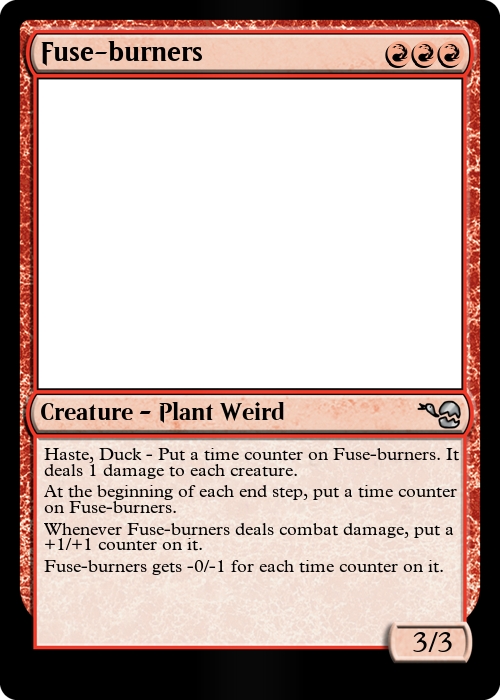 Fuse-burners
Creature - Plant Weird
Haste, Duck - Put a time counter on Fuse-burners. It
deals 1 damage to each creature.
At the beginning of each end step, put a time counter
on Fuse-burners.
Whenever Fuse-burners deals combat damage, put a
+1/+1 counter on it.
Fuse-burners gets -0/-1 for each time counter on it.
3/3